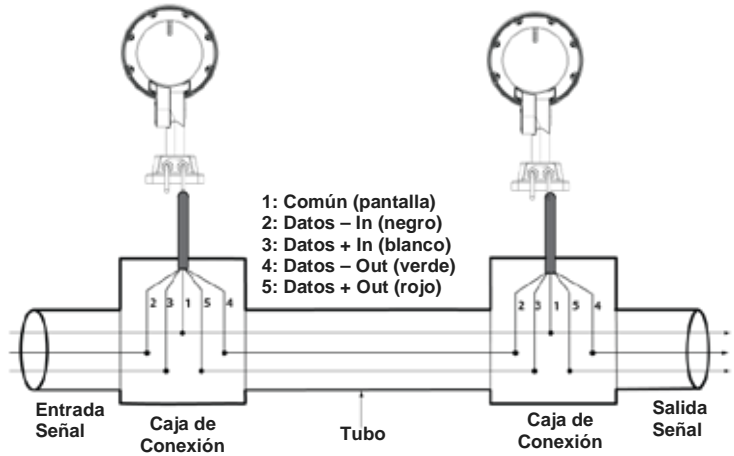 1: Común (pantalla)
2: Datos – In (negro)
3: Datos + In (blanco)
4: Datos – Out (verde)
5: Datos + Out (rojo)
2 3 1 5 4
2 3 1 5 4
Entrada
Señal
Caja de
Conexión
Tubo
Caja de
Conexión
Salida
Señal